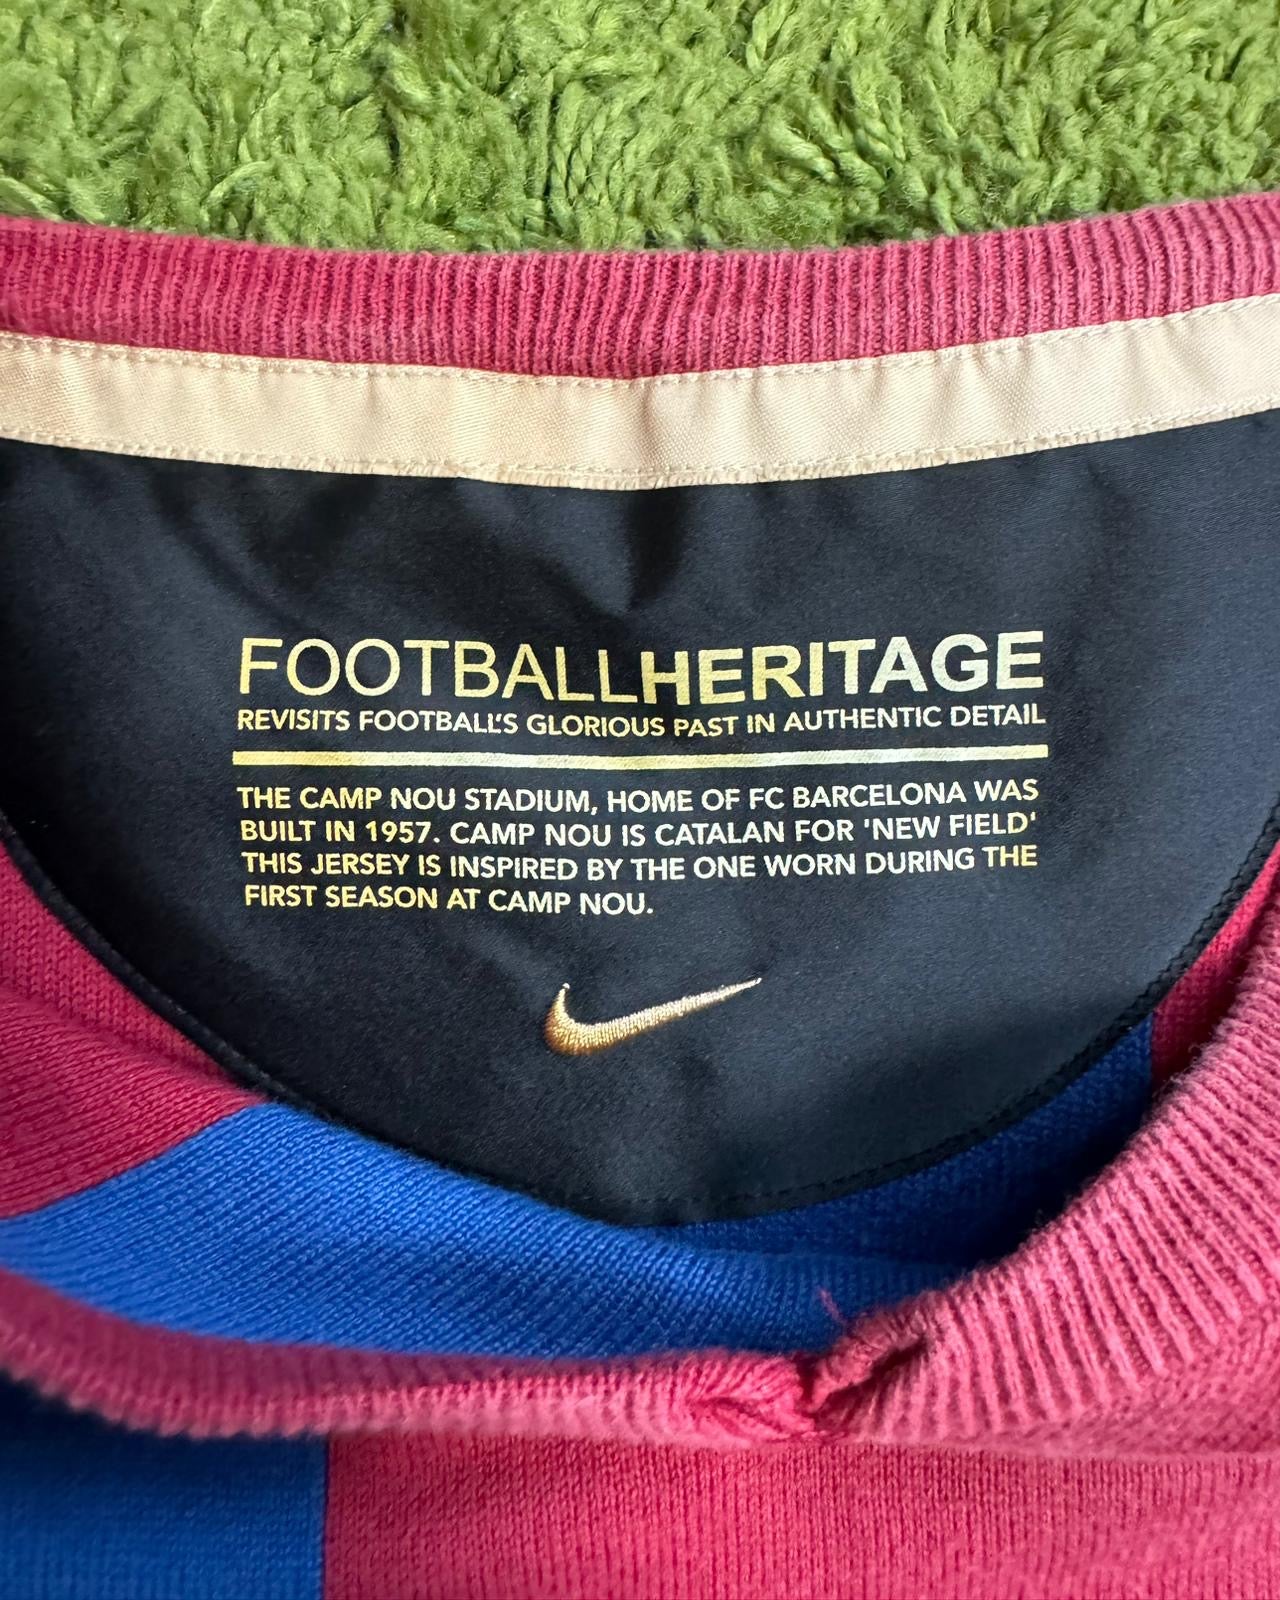 FOOTBALLHERITAGE
REVISITS FOOTBALL'S GLORIOUS PAST IN AUTHENTIC DETAIL
THE CAMP NOU STADIUM, HOME OF FC BARCELONA WAS
BUILT IN 1957. CAMP NOU IS CATALAN FOR 'NEW FIELD'
THIS JERSEY IS INSPIRED BY THE ONE WORN DURING THE
FIRST SEASON AT CAMP NOU.